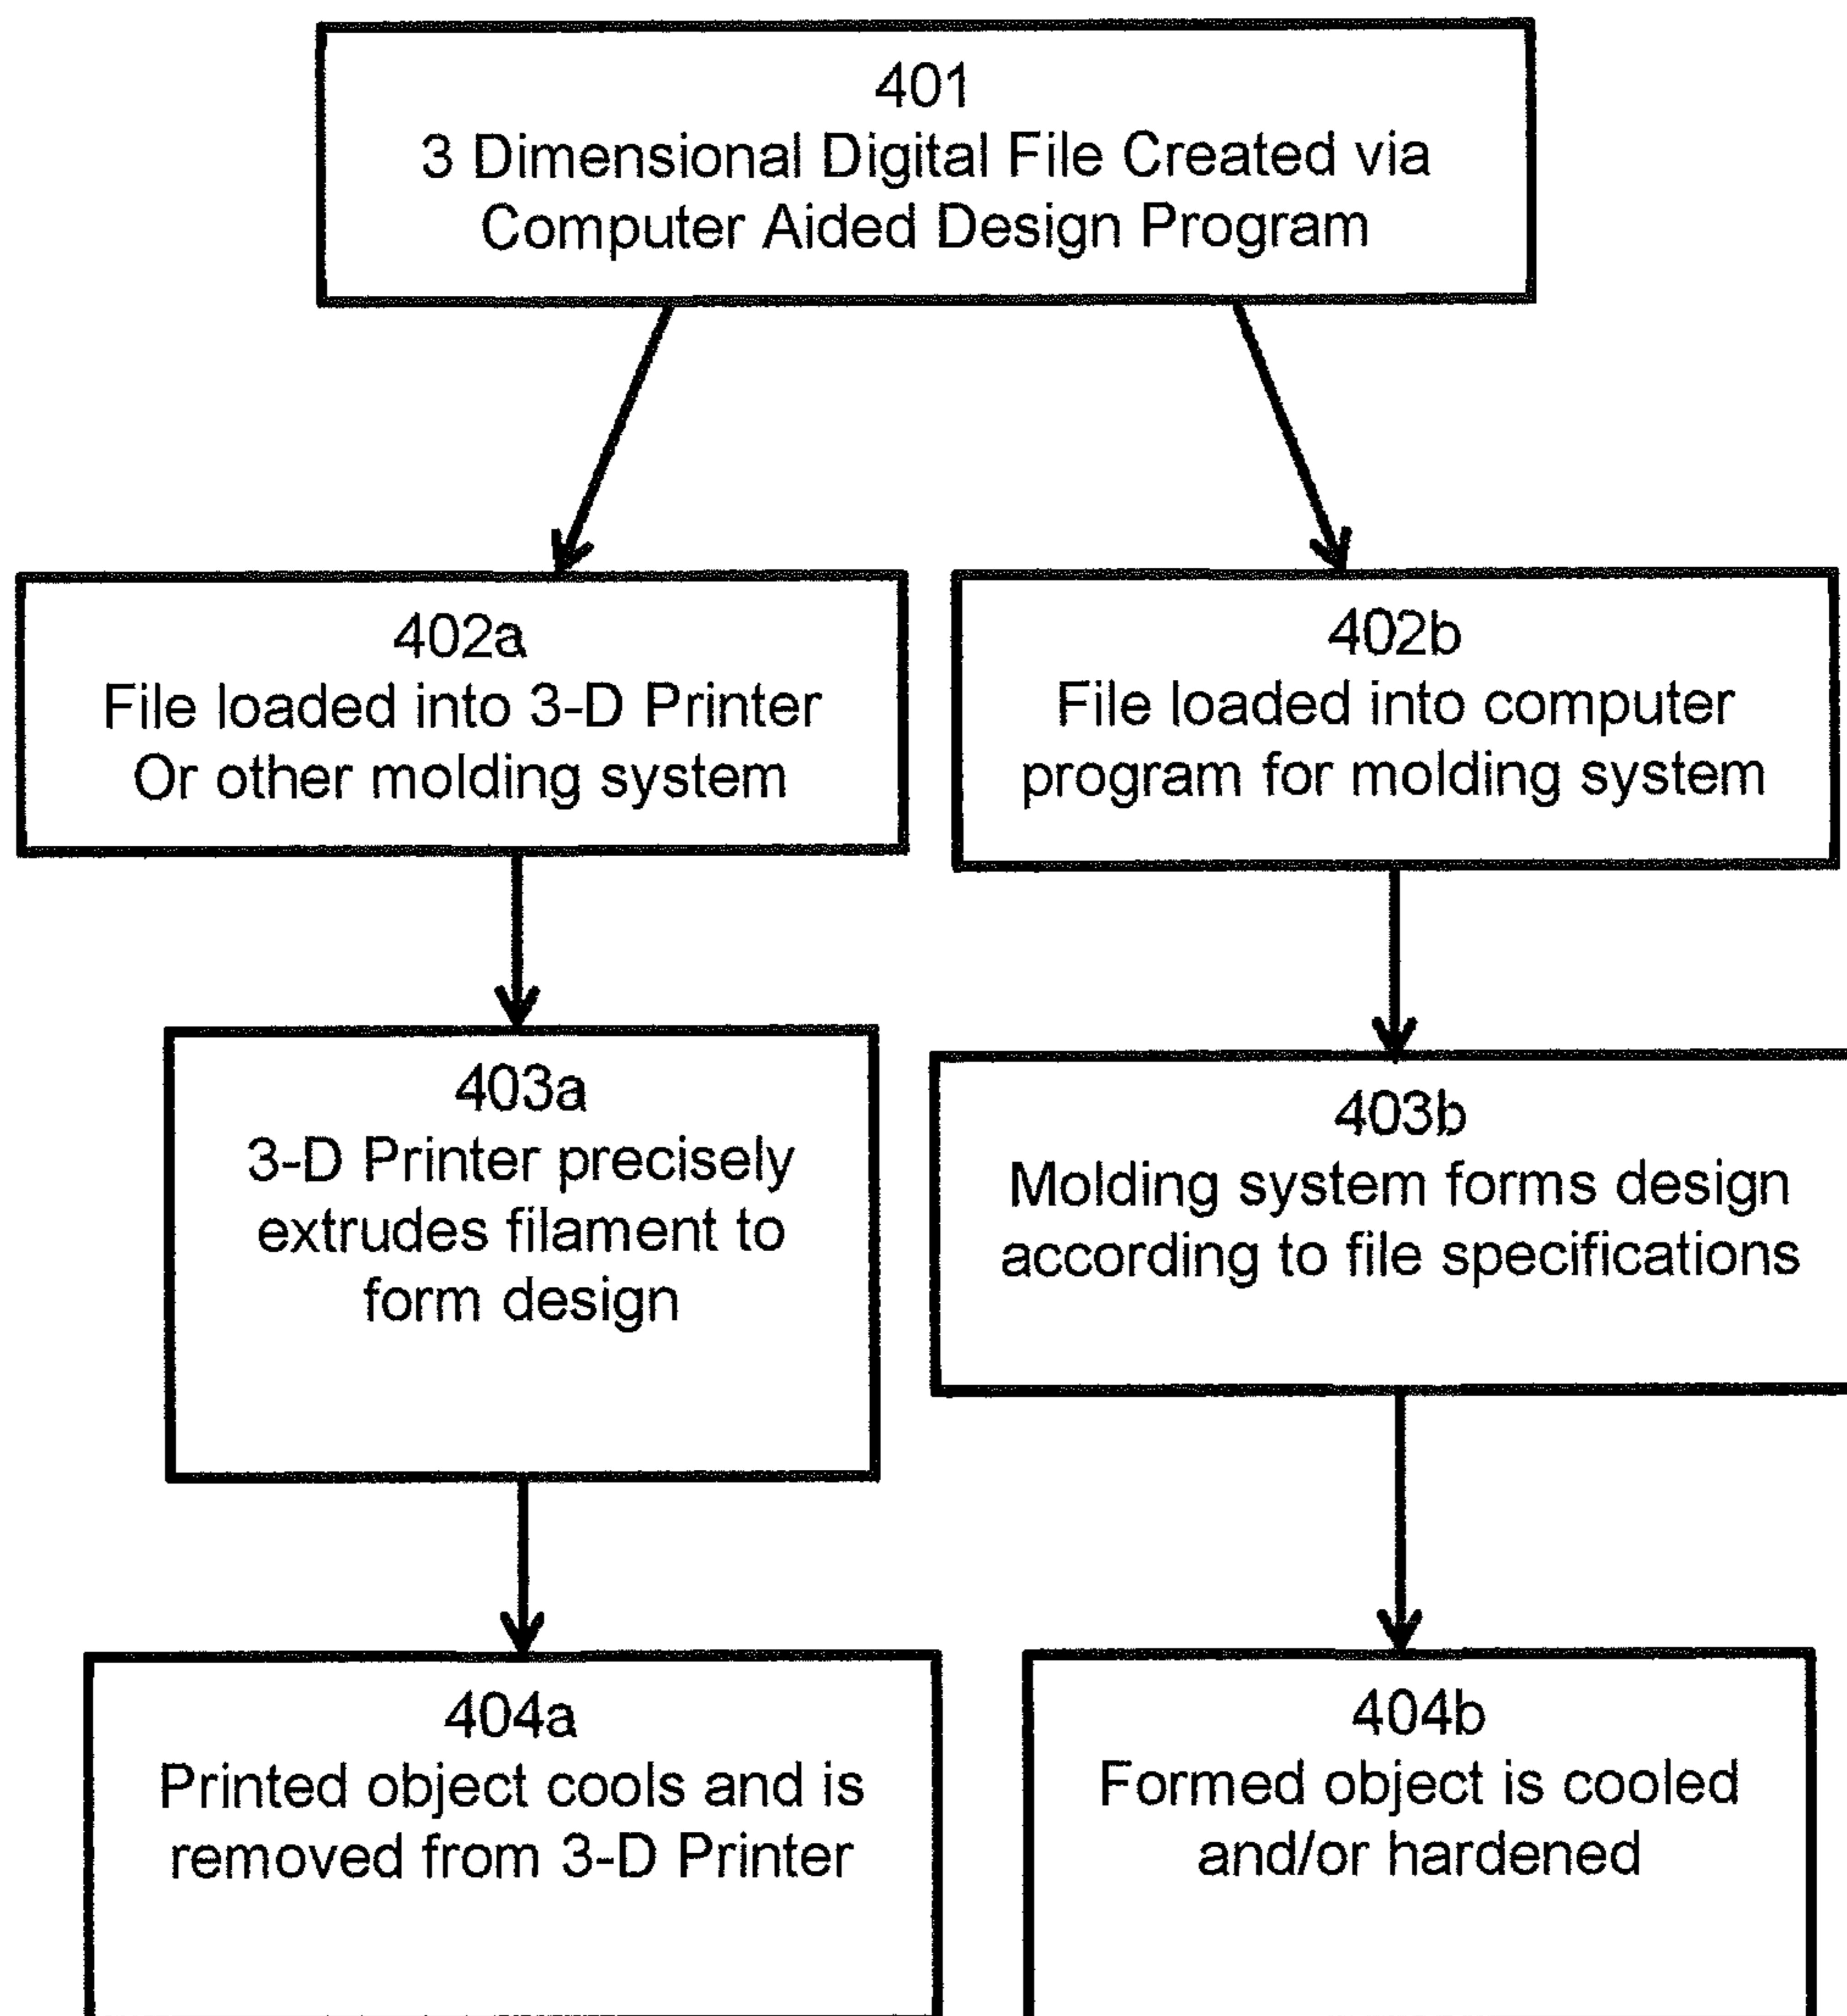 401
3 Dimensional Digital File Created via
Computer Aided Design Program
402a
File loaded into 3-D Printer
Or other molding system
402b
File loaded into computer
program for molding system
403a
3-D Printer precisely
extrudes filament to
form design
403b
Molding system forms design
according to file specifications
404a
Printed object cools and is
removed from 3-D Printer
404b
Formed object is cooled
and/or hardened